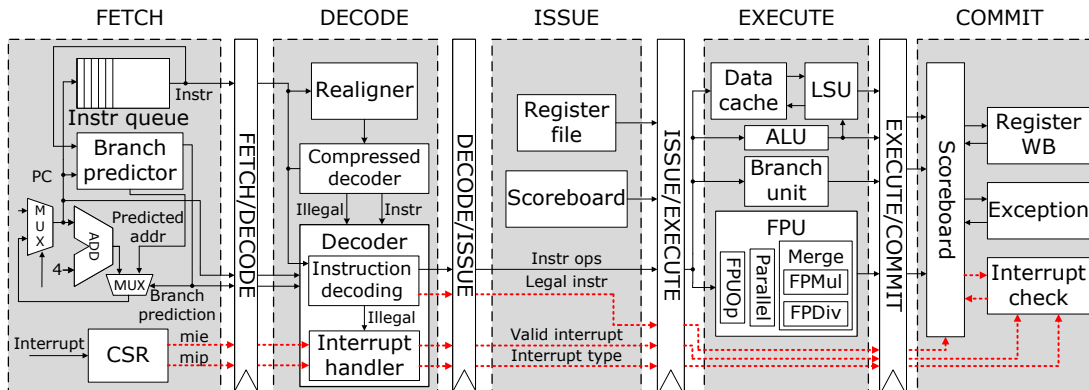 FETCH
DECODE
ISSUE
EXECUTE
COMMIT
Instr
Instr queue
Branch
predictor
PC
MUX
ADD
Predicted
addr
4
MUX
Branch
prediction
Interrupt
CSR
mie
mip
FETCH/DECODE
Realigner
Compressed
decoder
Illegal
Instr
Decoder
Instruction
decoding
Illegal
Interrupt
handler
DECODE/ISSUE
Register
file
Scoreboard
Instr ops
Legal instr
Valid interrupt
Interrupt type
ISSUE/EXECUTE
Data
cache
LSU
ALU
Branch
unit
FPU
FPUOp
Parallel
Merge
FPMul
FPDiv
EXECUTE/COMMIT
Scoreboard
Register
WB
Exception
Interrupt
check